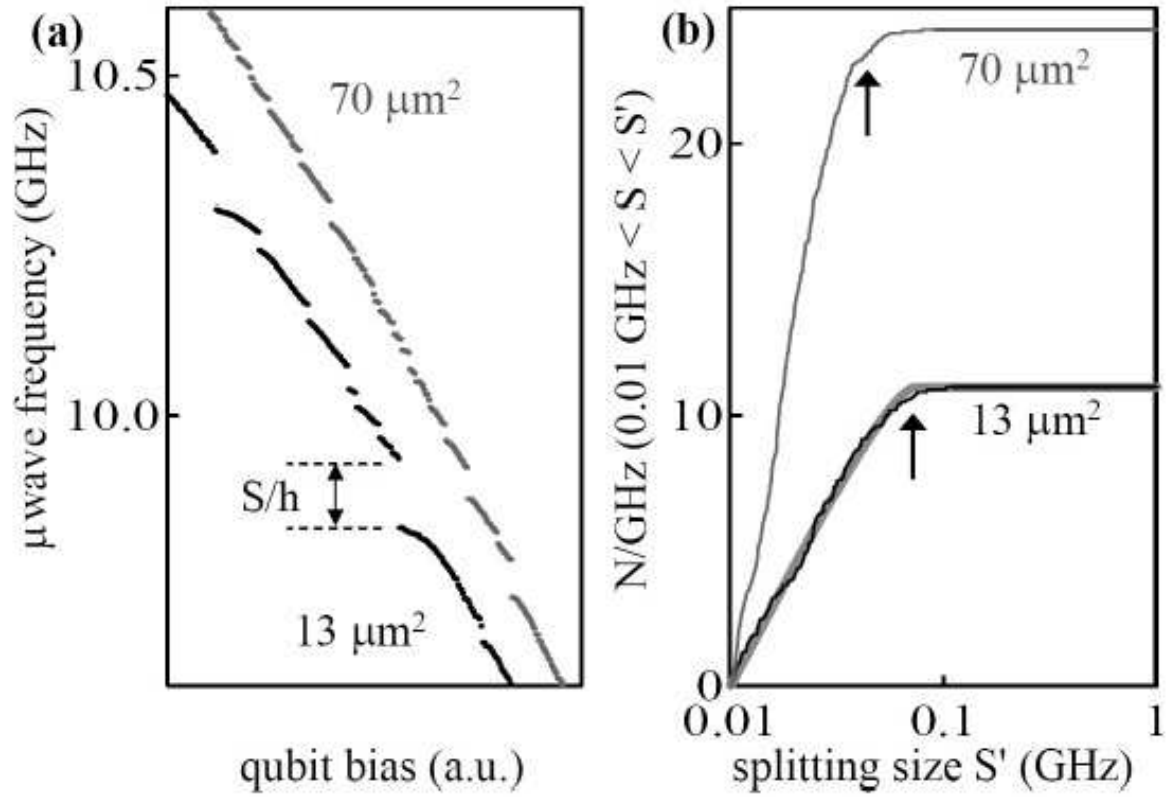 (a)
μwave frequency (GHz)
10.5
10.0
70 μm²
S/h
13 μm²
qubit bias (a.u.)
(b)
N/GHz (0.01 GHz < S < S')
20
10
0
70 μm²
13 μm²
0.01
0.1
1
splitting size S' (GHz)